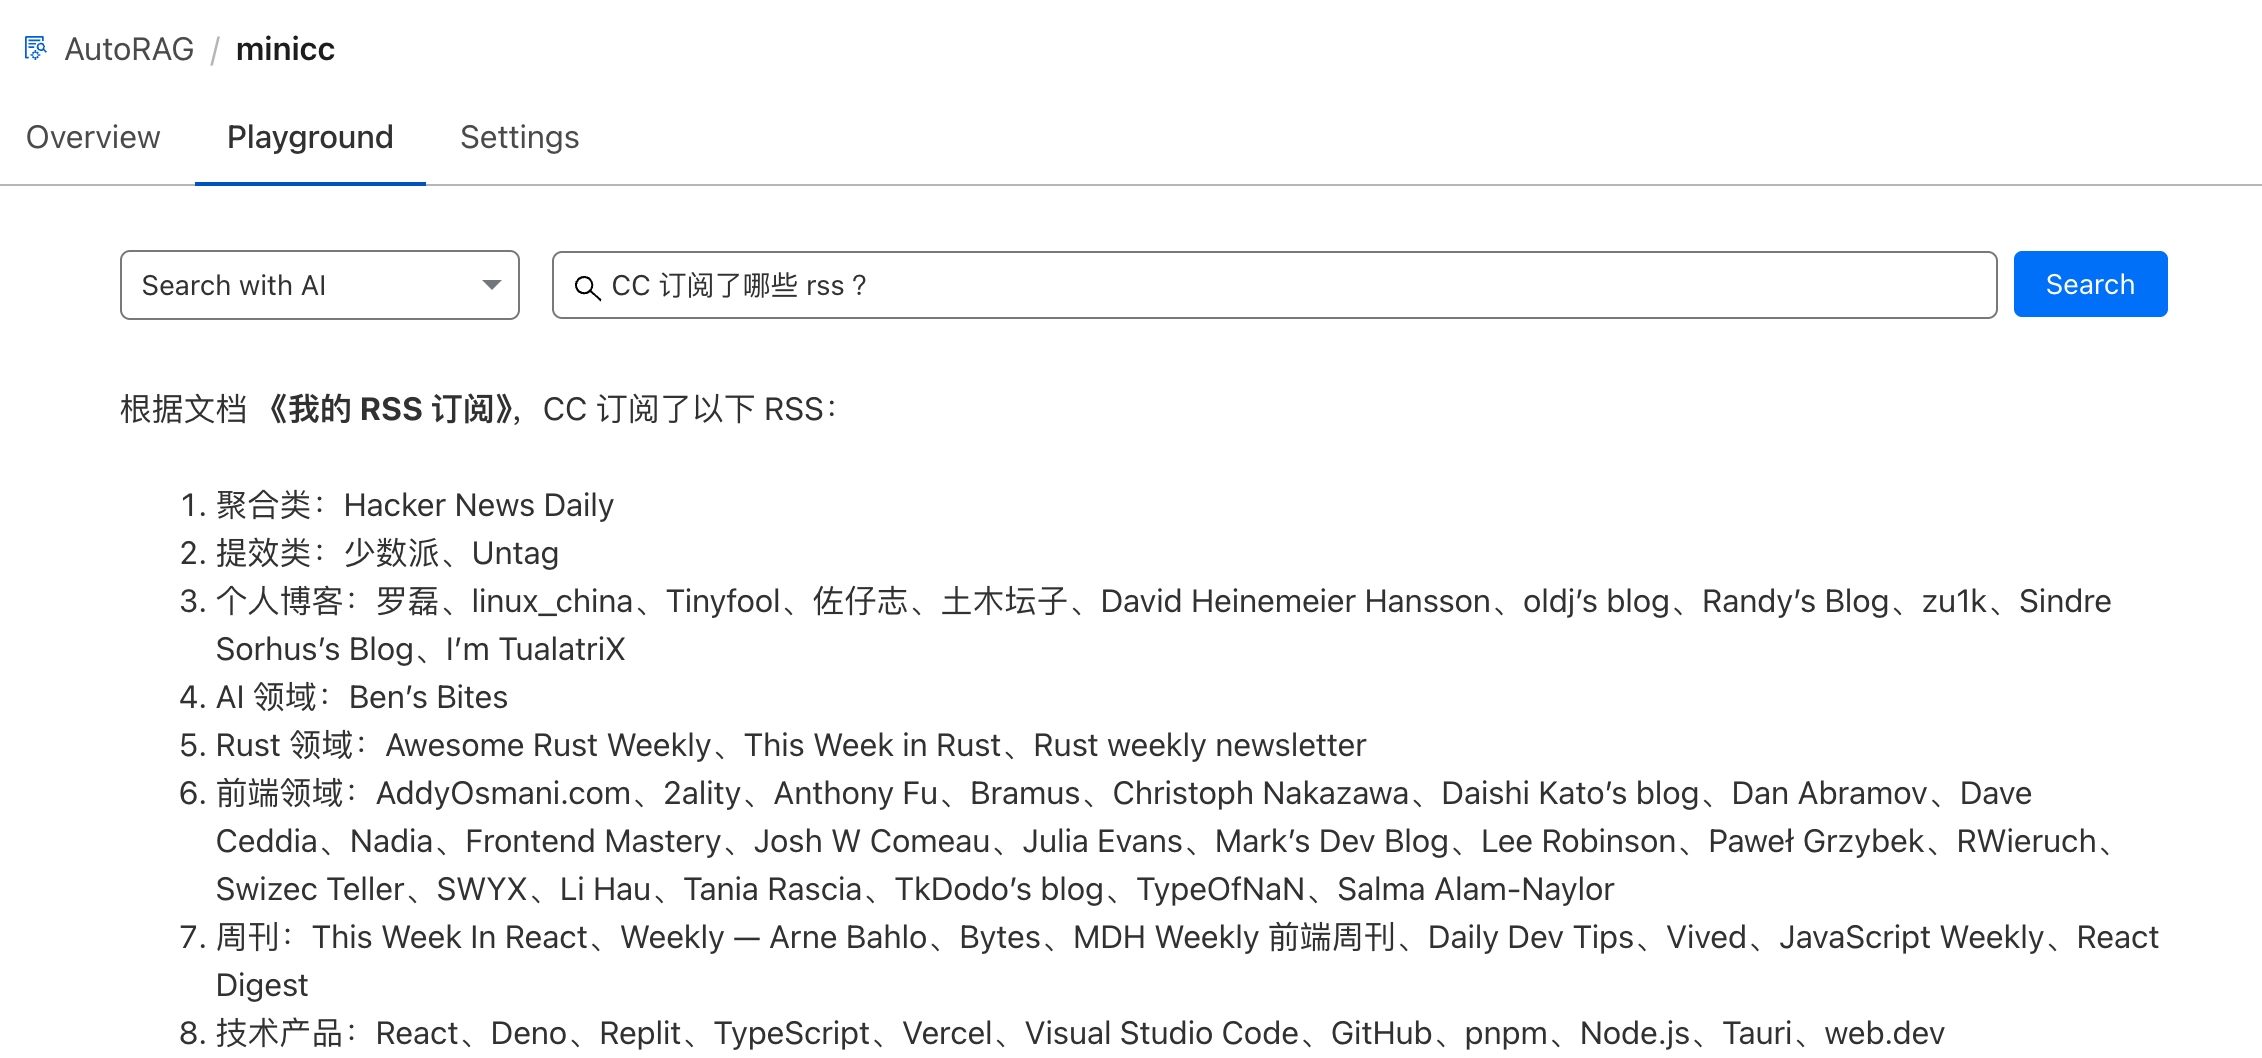 AutoRAG / minicc
Overview Playground Settings
Search with AI CC 订阅了哪些 rss ? Search
根据文档 《我的 RSS 订阅》，CC 订阅了以下 RSS：
1. 聚合类：Hacker News Daily
2. 提效类：少数派、Untag
3. 个人博客：罗磊、linux_china、Tinyfool、佐仔志、土木坛子、David Heinemeier Hansson、oldj’s blog、Randy’s Blog、zu1k、Sindre
Sorhus’s Blog、I’m TualatriX
4. AI 领域：Ben’s Bites
5. Rust 领域：Awesome Rust Weekly、This Week in Rust、Rust weekly newsletter
6. 前端领域：AddyOsmani.com、2ality、Anthony Fu、Bramus、Christoph Nakazawa、Daishi Kato’s blog、Dan Abramov、Dave
Ceddia、Nadia、Frontend Mastery、Josh W Comeau、Julia Evans、Mark’s Dev Blog、Lee Robinson、Paweł Grzybek、RWieruch、
Swizec Teller、SWYX、Li Hau、Tania Rascia、TkDodo’s blog、TypeOfNaN、Salma Alam-Naylor
7. 周刊：This Week In React、Weekly — Arne Bahlo、Bytes、MDH Weekly 前端周刊、Daily Dev Tips、Vived、JavaScript Weekly、React
Digest
8. 技术产品：React、Deno、Replit、TypeScript、Vercel、Visual Studio Code、GitHub、pnpm、Node.js、Tauri、web.dev